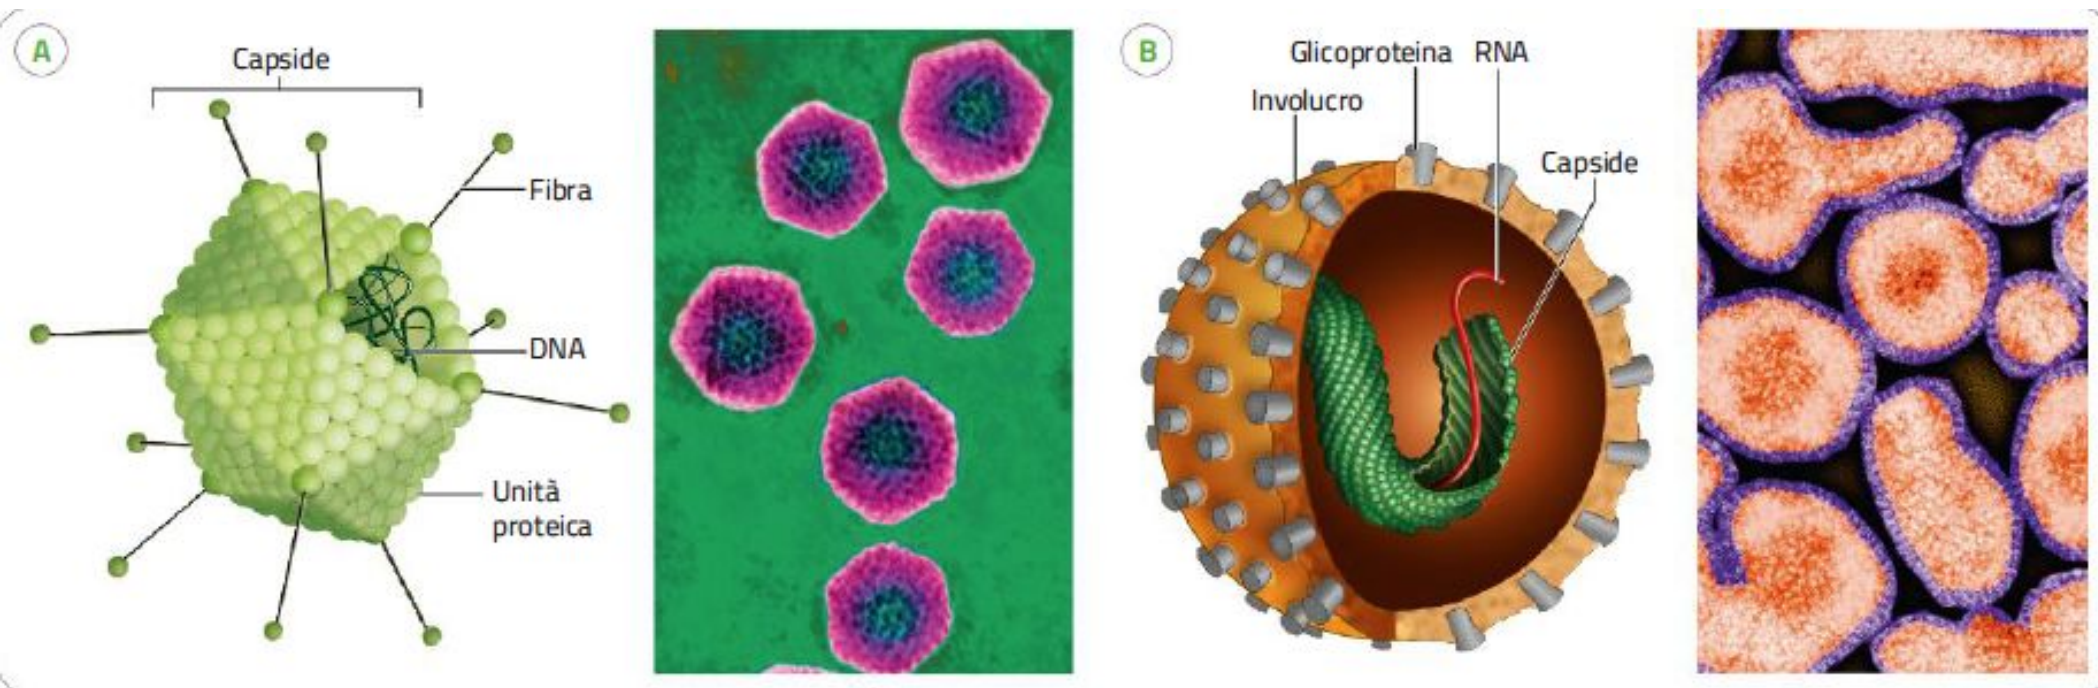 A
Capside
Fibra
DNA
Unità
proteica
B
Glicoproteina
RNA
Involucro
Capside